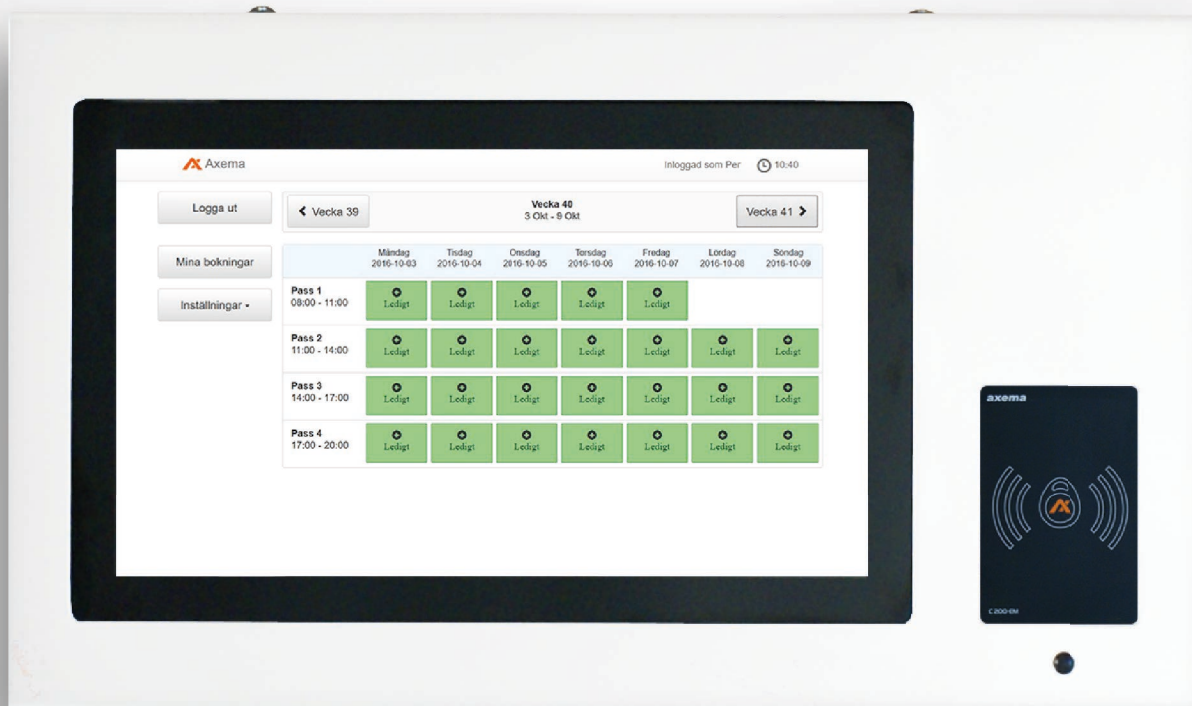 Axema
Inloggad som Per 10:40
Logga ut
Vecka 39
Vecka 40
3 Okt - 9 Okt
Vecka 41
Mina bokningar
Inställningar
Måndag Tisdag Onsdag Torsdag Fredag Lördag Söndag
2016-10-03 2016-10-04 2016-10-05 2016-10-06 2016-10-07 2016-10-08 2016-10-09
Pass 1
08:00 - 11:00
Ledigt Ledigt Ledigt Ledigt Ledigt
Pass 2
11:00 - 14:00
Ledigt Ledigt Ledigt Ledigt Ledigt Ledigt Ledigt
Pass 3
14:00 - 17:00
Ledigt Ledigt Ledigt Ledigt Ledigt Ledigt Ledigt
Pass 4
17:00 - 20:00
Ledigt Ledigt Ledigt Ledigt Ledigt Ledigt Ledigt
axema
C200-EM